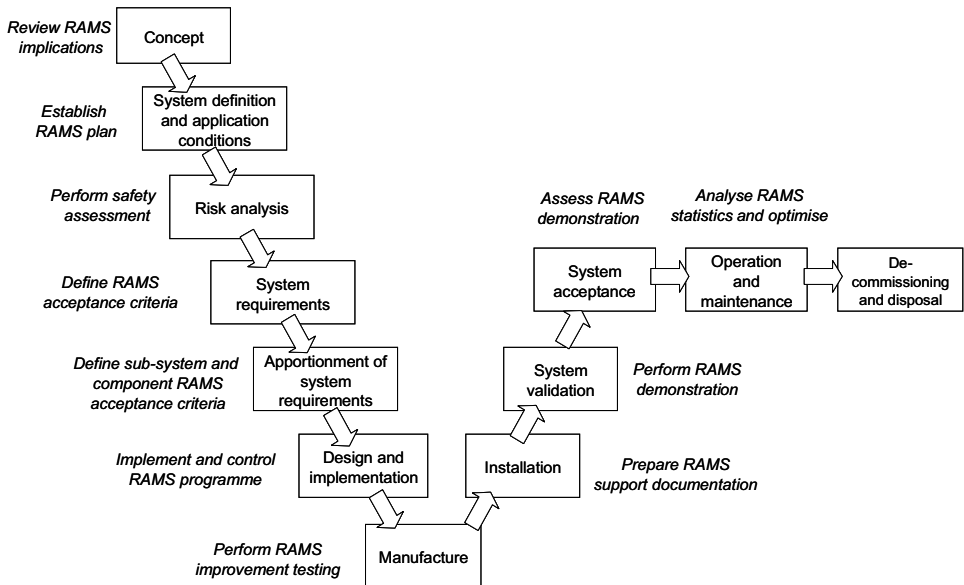 Review RAMS
implications
Concept
Establish
RAMS plan
System definition
and application
conditions
Perform safety
assessment
Risk analysis
Define RAMS
acceptance criteria
System
requirements
Define sub-system and
component RAMS
acceptance criteria
Apportionment of
system
requirements
Implement and control
RAMS programme
Design and
implementation
Perform RAMS
improvement testing
Manufacture
Installation
Prepare RAMS
support documentation
System
validation
Perform RAMS
demonstration
Assess RAMS
demonstration
System
acceptance
Analyse RAMS
statistics and optimise
Operation
and
maintenance
De-
commissioning
and disposal